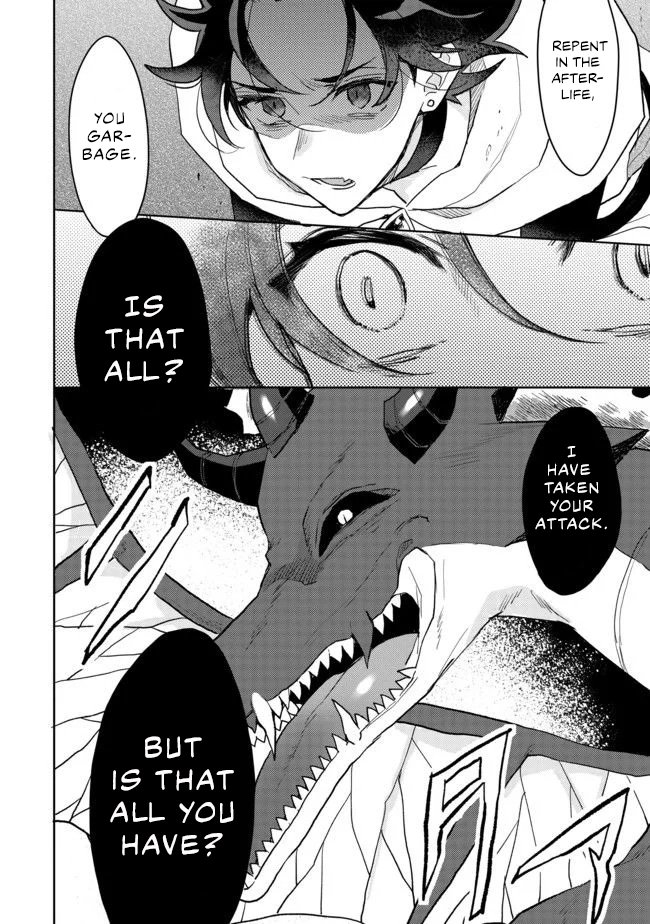 REPENT
IN THE
AFTER-
LIFE,
YOU
GAR-
BAGE.
IS
THAT
ALL?
I
HAVE
TAKEN
YOUR
ATTACK.
BUT
IS THAT
ALL YOU
HAVE?